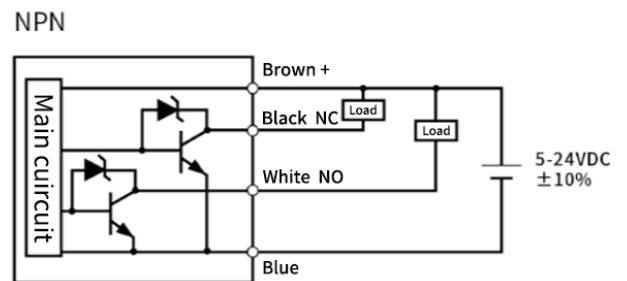 NPN
Brown +
Main cuircuit
Black NC
Load
Load
5-24VDC
±10%
White NO
Blue